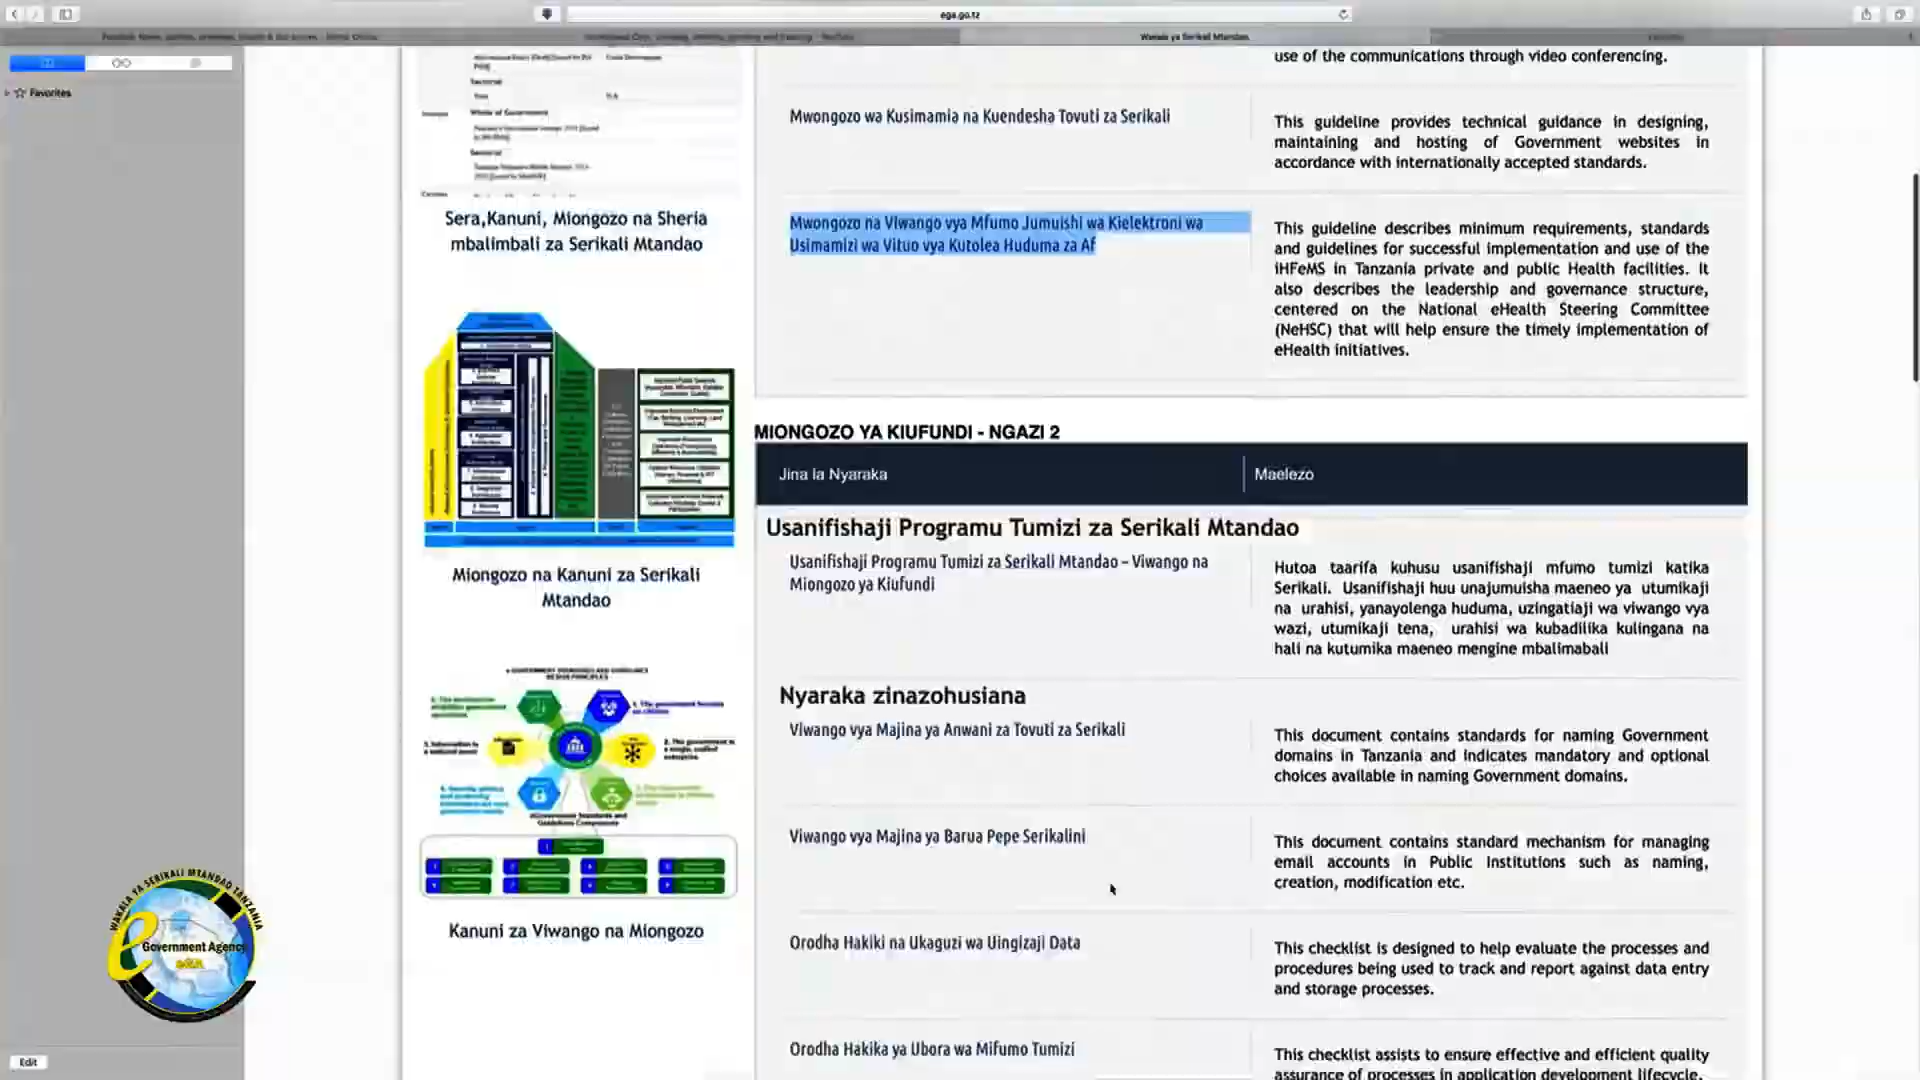 ega.go.tz
Wakala ya Serikali Mtandao
Favorites
Sera,Kanuni, Miongozo na Sheria
mbalimbali za Serikali Mtandao
Miongozo na Kanuni za Serikali
Mtandao
Kanuni za Viwango na Miongozo
use of the communications through video conferencing.
Mwongozo wa Kusimamia na Kuendesha Tovuti za Serikali
This guideline provides technical guidance in designing,
maintaining and hosting of Government websites in
accordance with internationally accepted standards.
Mwongozo na Viwango vya Mfumo Jumuishi wa Kielektroni wa
Usimamizi wa Vituo vya Kutolea Huduma za Af
This guideline describes minimum requirements, standards
and guidelines for successful implementation and use of the
iHFeMS in Tanzania private and public Health facilities. It
also describes the leadership and governance structure,
centered on the National eHealth Steering Committee
(NeHSC) that will help ensure the timely implementation of
eHealth initiatives.
MIONGOZO YA KIUFUNDI - NGAZI 2
Jina la Nyaraka
Maelezo
Usanifishaji Programu Tumizi za Serikali Mtandao
Usanifishaji Programu Tumizi za Serikali Mtandao – Viwango na
Miongozo ya Kiufundi
Hutoa taarifa kuhusu usanifishaji mfumo tumizi katika
Serikali. Usanifishaji huu unajumuisha maeneo ya utumikaji
na urahisi, yanayolenga huduma, uzingatiaji wa viwango vya
wazi, utumikaji tena, urahisi wa kubadilika kulingana na
hali na kutumika maeneo mengine mbalimabali
Nyaraka zinazohusiana
Viwango vya Majina ya Anwani za Tovuti za Serikali
This document contains standards for naming Government
domains in Tanzania and indicates mandatory and optional
choices available in naming Government domains.
Viwango vya Majina ya Barua Pepe Serikalini
This document contains standard mechanism for managing
email accounts in Public Institutions such as naming,
creation, modification etc.
Orodha Hakiki na Ukaguzi wa Uingizaji Data
This checklist is designed to help evaluate the processes and
procedures being used to track and report against data entry
and storage processes.
Orodha Hakika ya Ubora wa Mifumo Tumizi
This checklist assists to ensure effective and efficient quality
assurance of processes in application development lifecycle.
WAKALA YA SERIKALI MTANDAO TANZANIA
e Government Agency
eGA
Edit